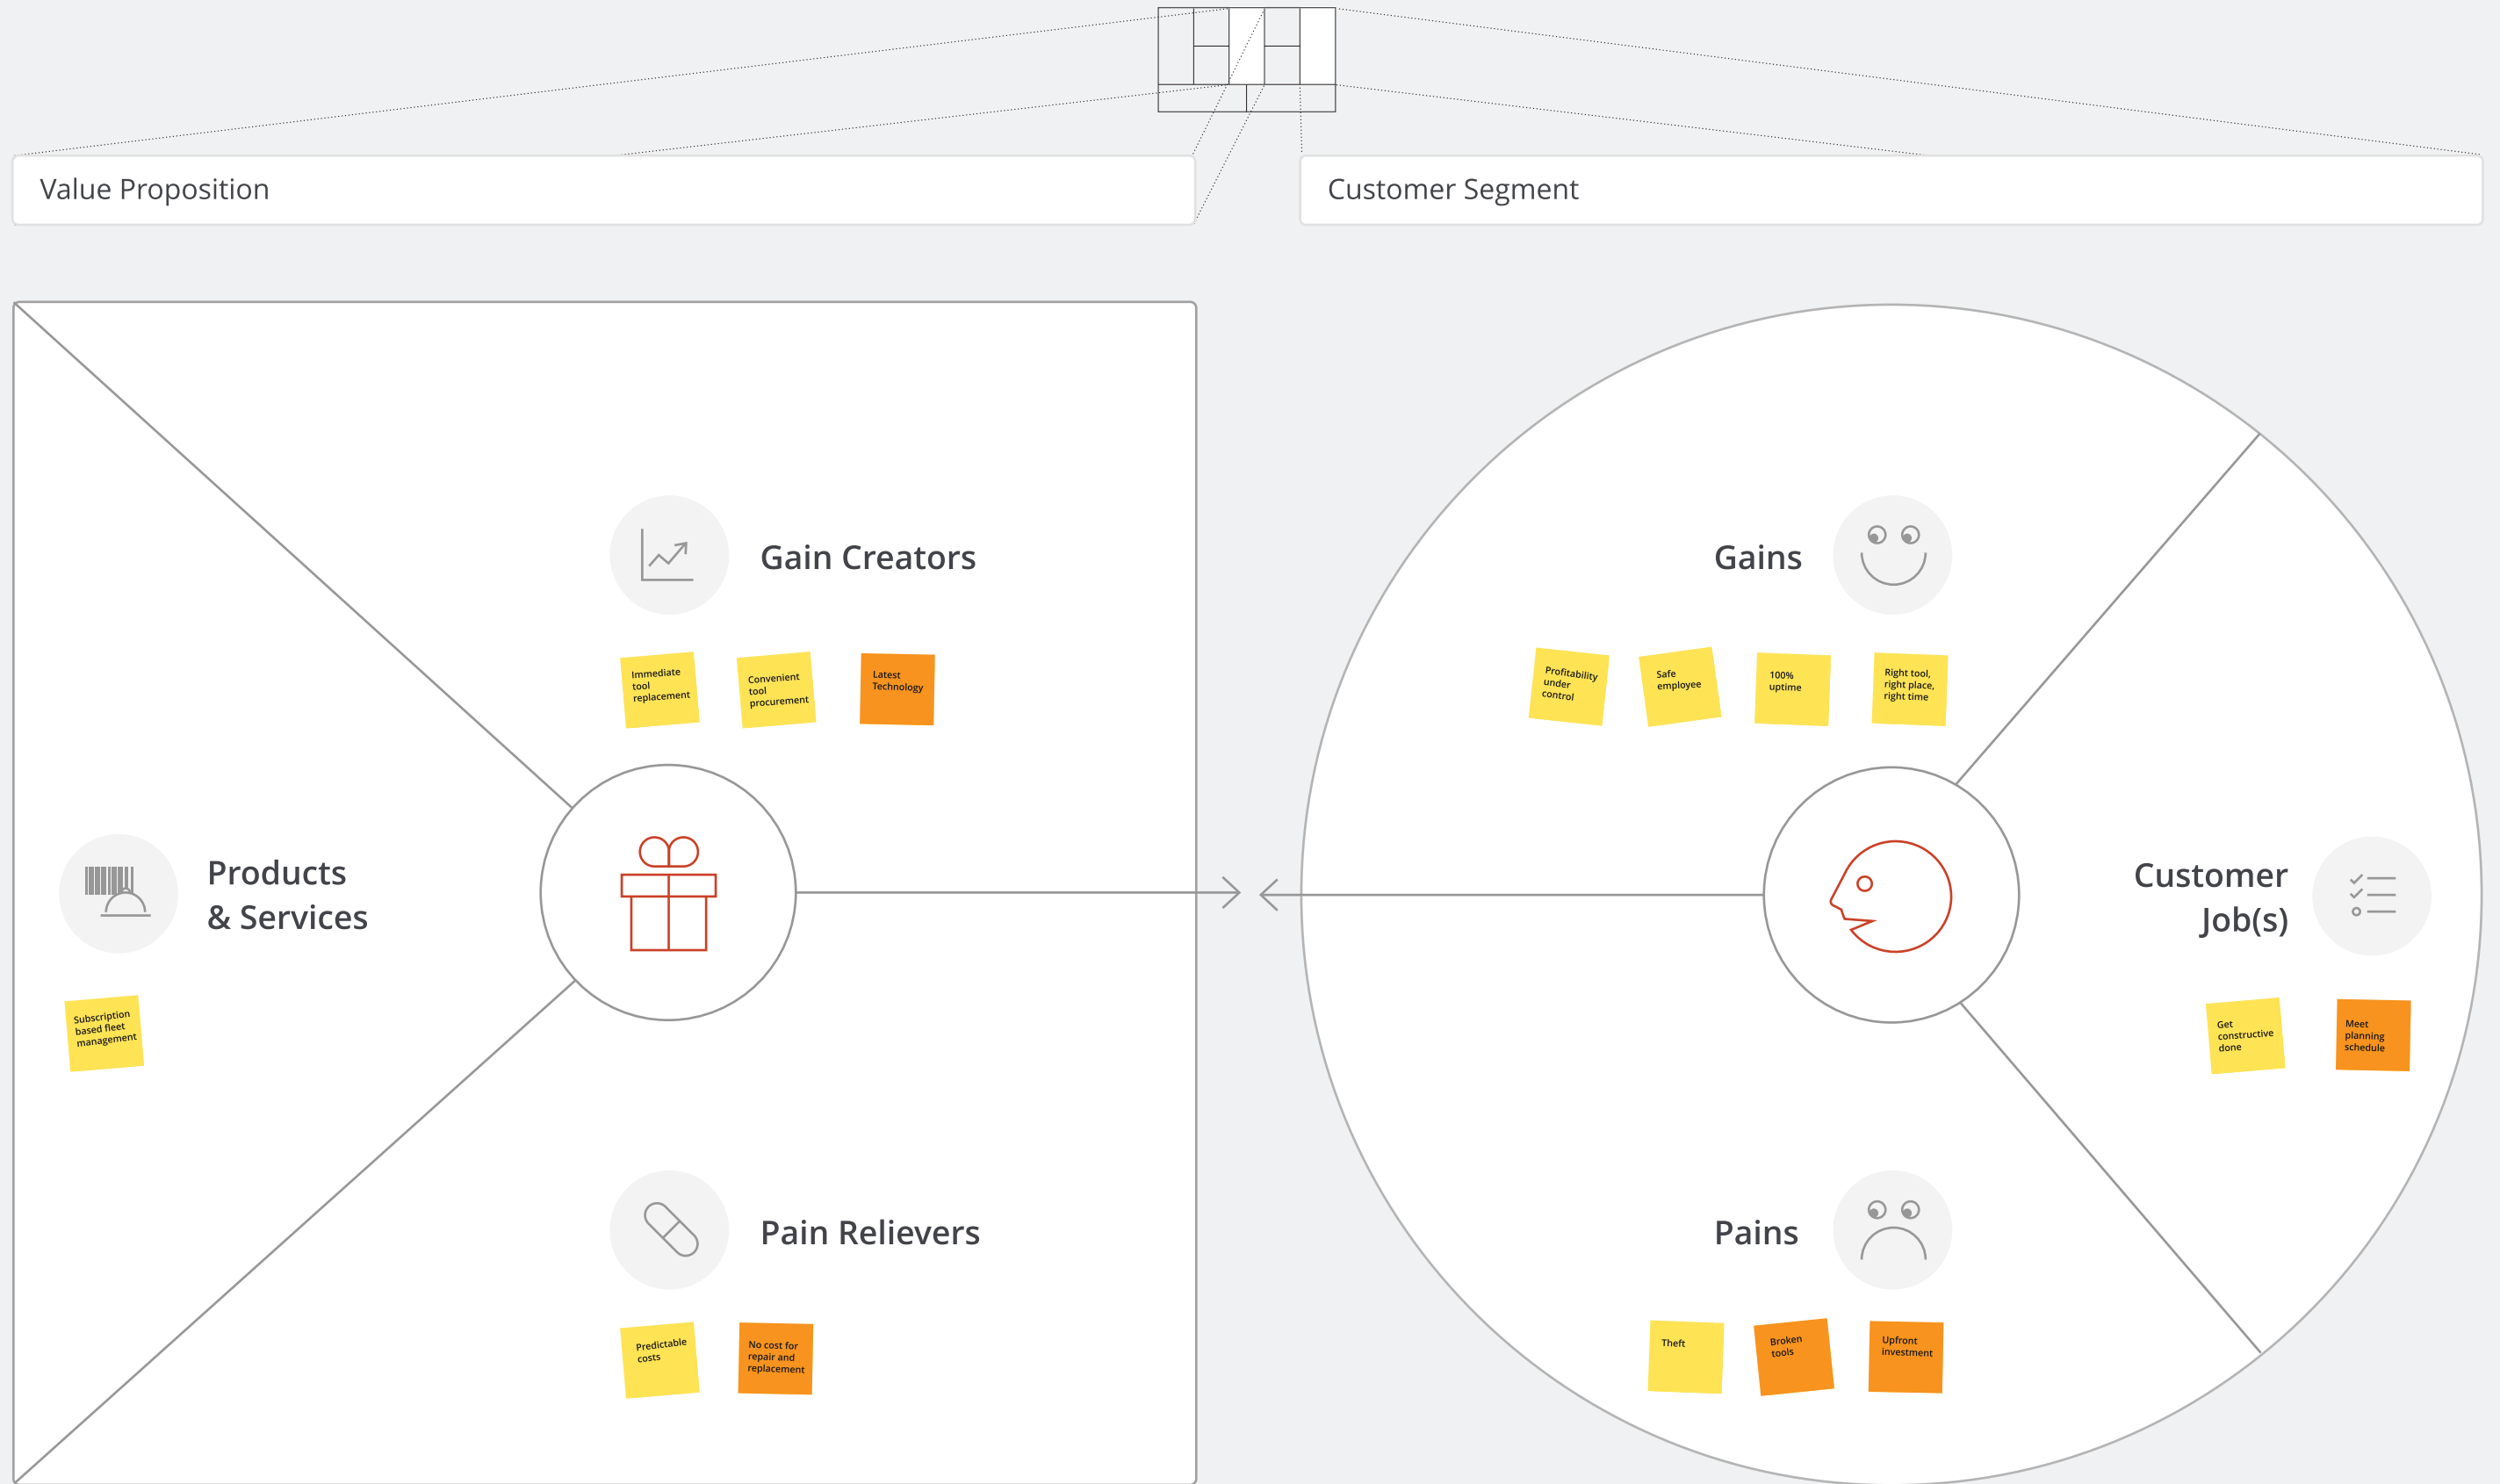 Value Proposition
Customer Segment
Gain Creators
Immediate
tool
replacement
Convenient
tool
procurement
Latest
Technology
Products
& Services
Subscription
based fleet
management
Pain Relievers
Predictable
costs
No cost for
repair and
replacement
Gains
Profitability
under
control
Safe
employee
100%
uptime
Right tool,
right place,
right time
Customer
Job(s)
Get
constructive
done
Meet
planning
schedule
Pains
Theft
Broken
tools
Upfront
investment